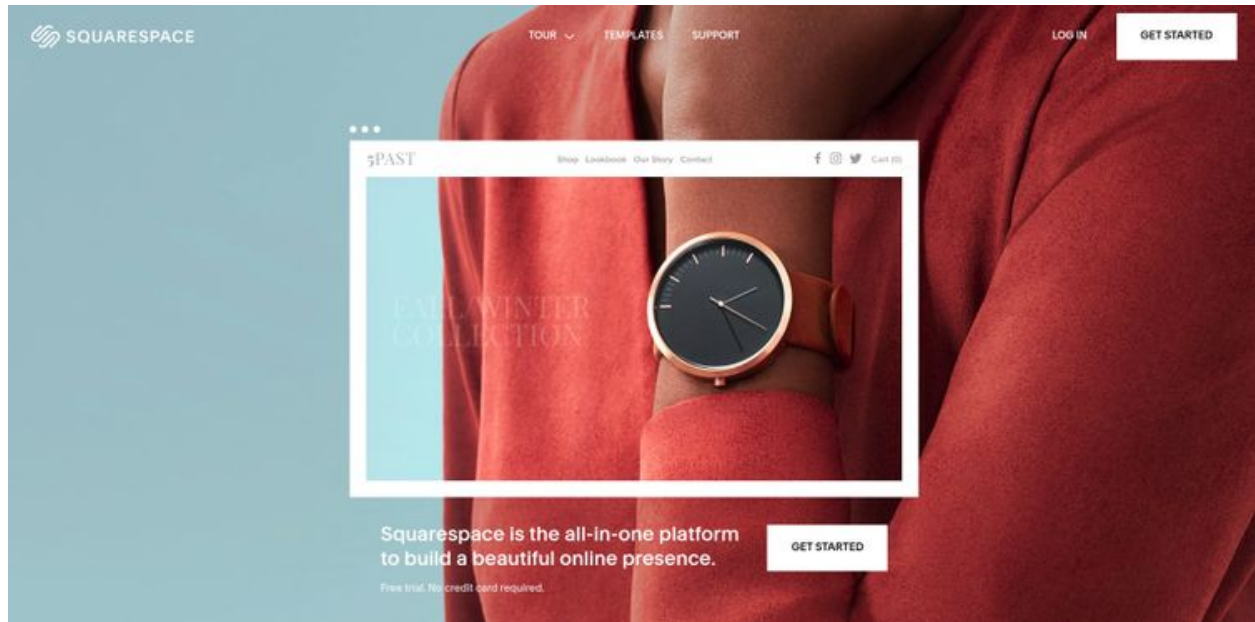 SQUARESPACE
TOUR
TEMPLATES
SUPPORT
LOG IN
GET STARTED
5PAST
Shop Lookbook Our Story Contact
Cart (0)
FALL/WINTER
COLLECTION
Squarespace is the all-in-one platform
to build a beautiful online presence.
GET STARTED
Free trial. No credit card required.